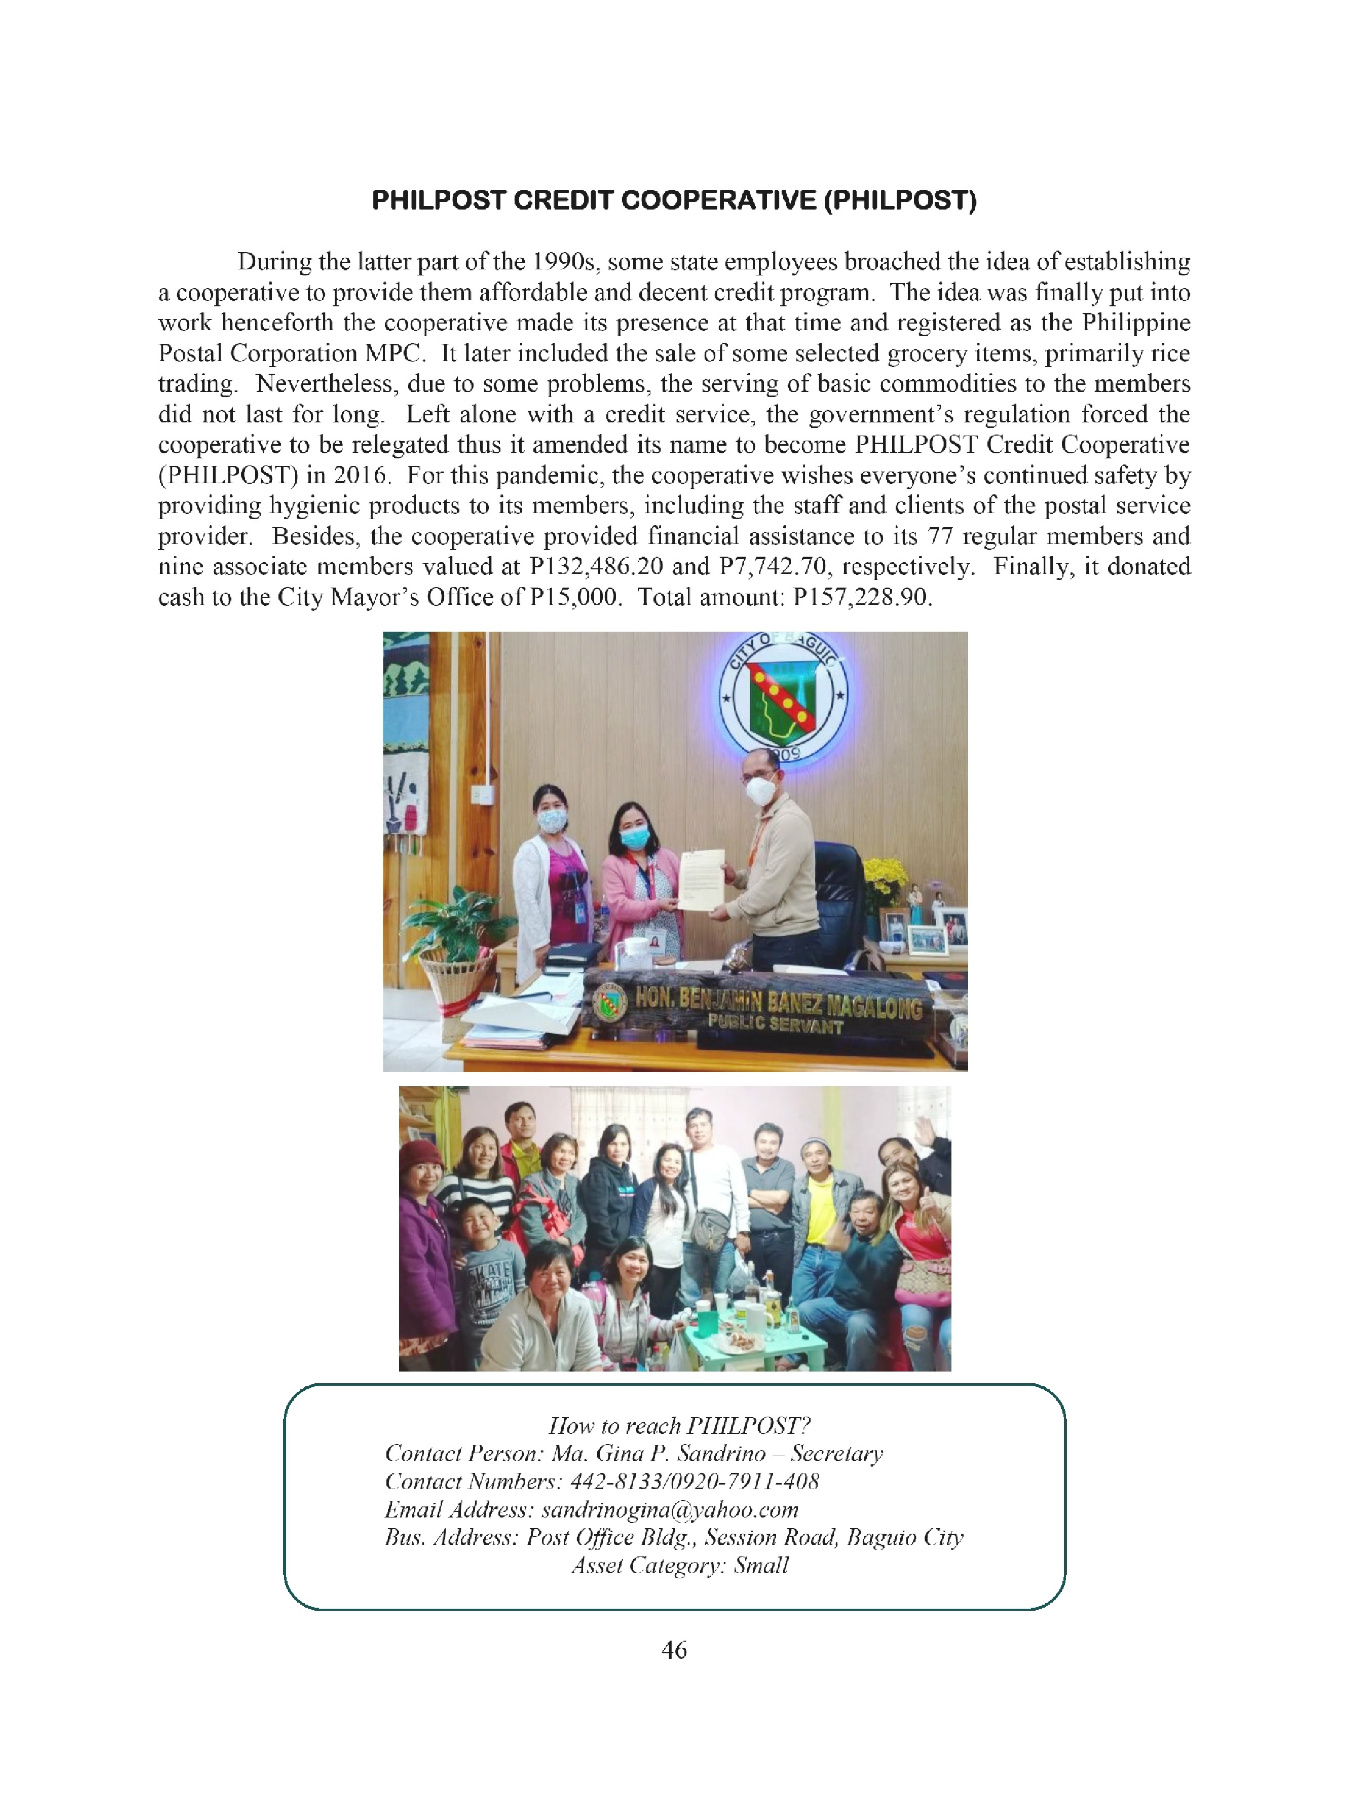 PHILPOST CREDIT COOPERATIVE (PHILPOST)
During the latter part of the 1990s, some state employees broached the idea of establishing
a cooperative to provide them affordable and decent credit program. The idea was finally put into
work henceforth the cooperative made its presence at that time and registered as the Philippine
Postal Corporation MPC. It later included the sale of some selected grocery items, primarily rice
trading. Nevertheless, due to some problems, the serving of basic commodities to the members
did not last for long. Left alone with a credit service, the government's regulation forced the
cooperative to be relegated thus it amended its name to become PHILPOST Credit Cooperative
(PHILPOST) in 2016. For this pandemic, the cooperative wishes everyone's continued safety by
providing hygienic products to its members, including the staff and clients of the postal service
provider. Besides, the cooperative provided financial assistance to its 77 regular members and
nine associate members valued at P132,486.20 and P7,742.70, respectively. Finally, it donated
cash to the City Mayor's Office of P15,000. Total amount: P157,228.90.
CITY OF BAGUIO
909
HON. BENJAMIN BANEZ MAGALONG
PUBLIC SERVANT
SKATE
How to reach PHILPOST?
Contact Person: Ma. Gina P. Sandrino – Secretary
Contact Numbers: 442-8133/0920-7911-408
Email Address: sandrinogina@yahoo.com
Bus. Address: Post Office Bldg., Session Road, Baguio City
Asset Category: Small
46